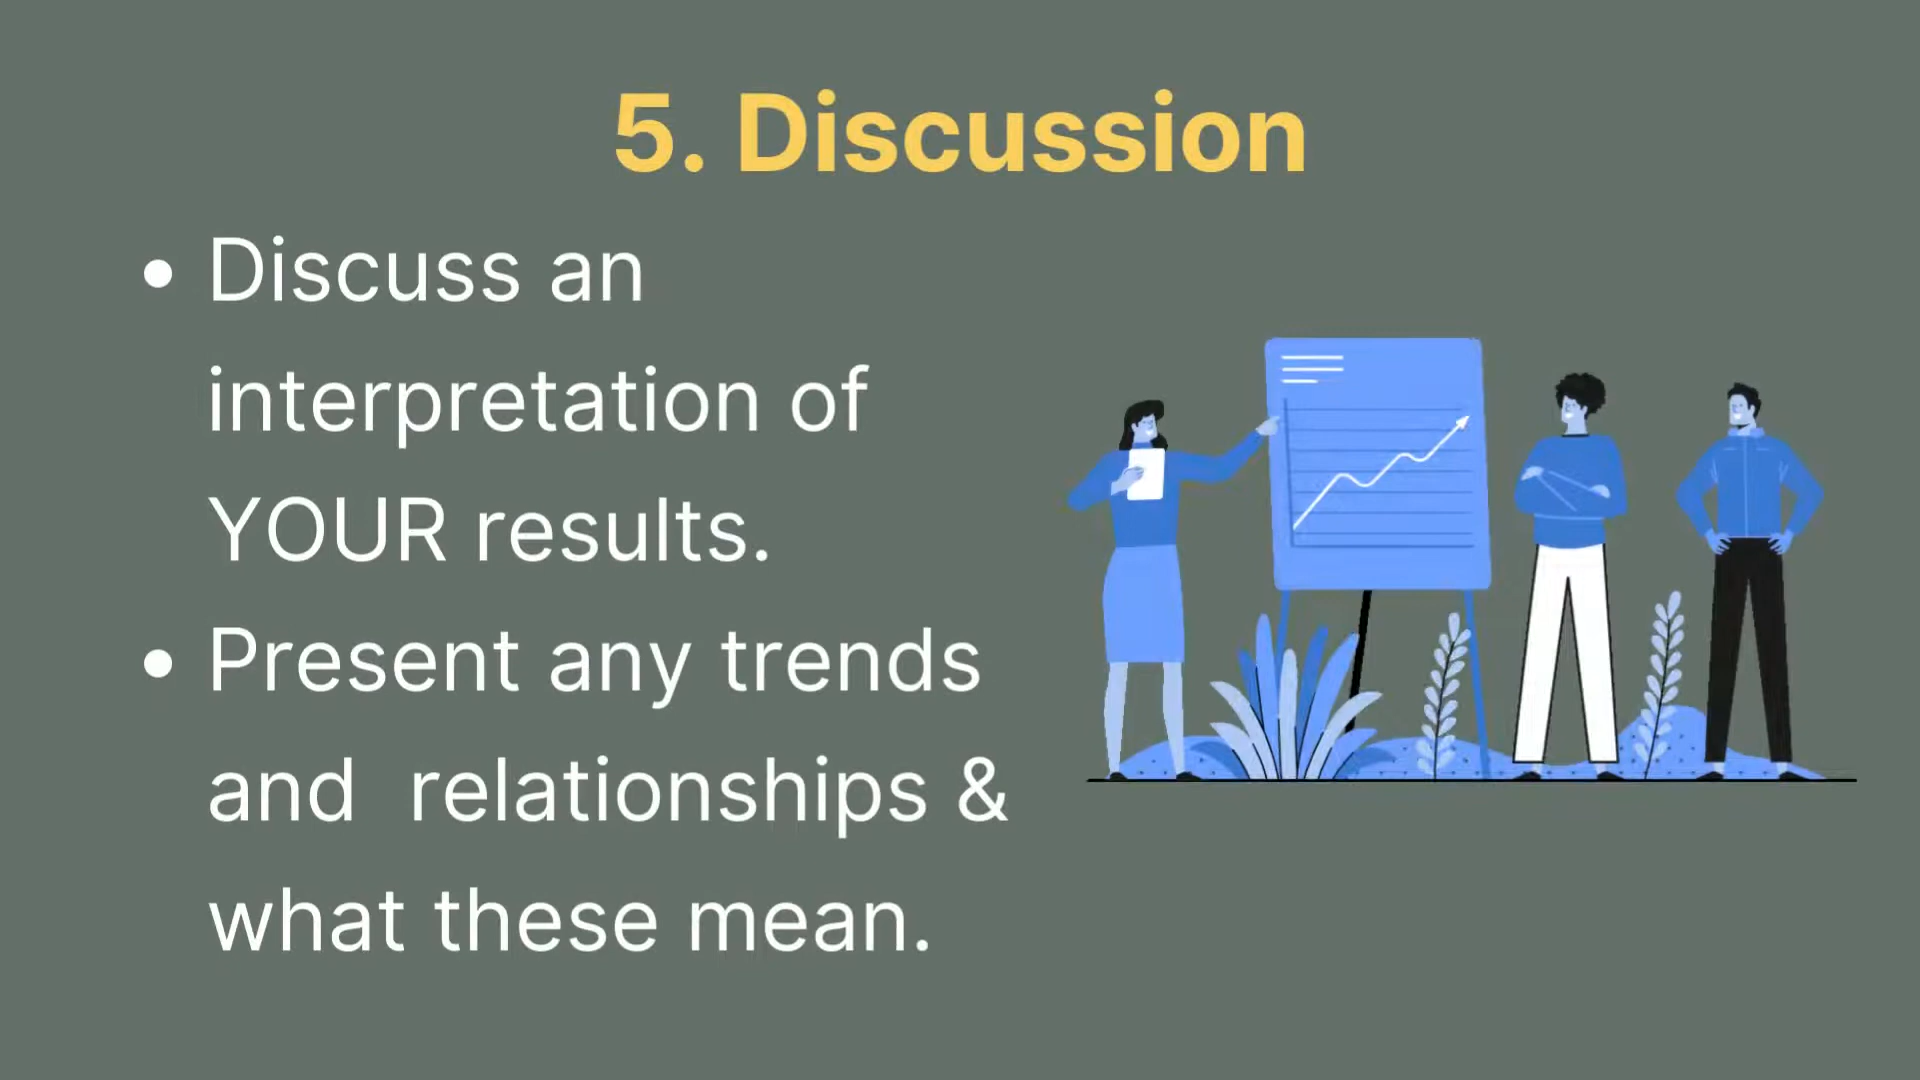 5. Discussion
• Discuss an
interpretation of
YOUR results.
• Present any trends
and  relationships &
what these mean.